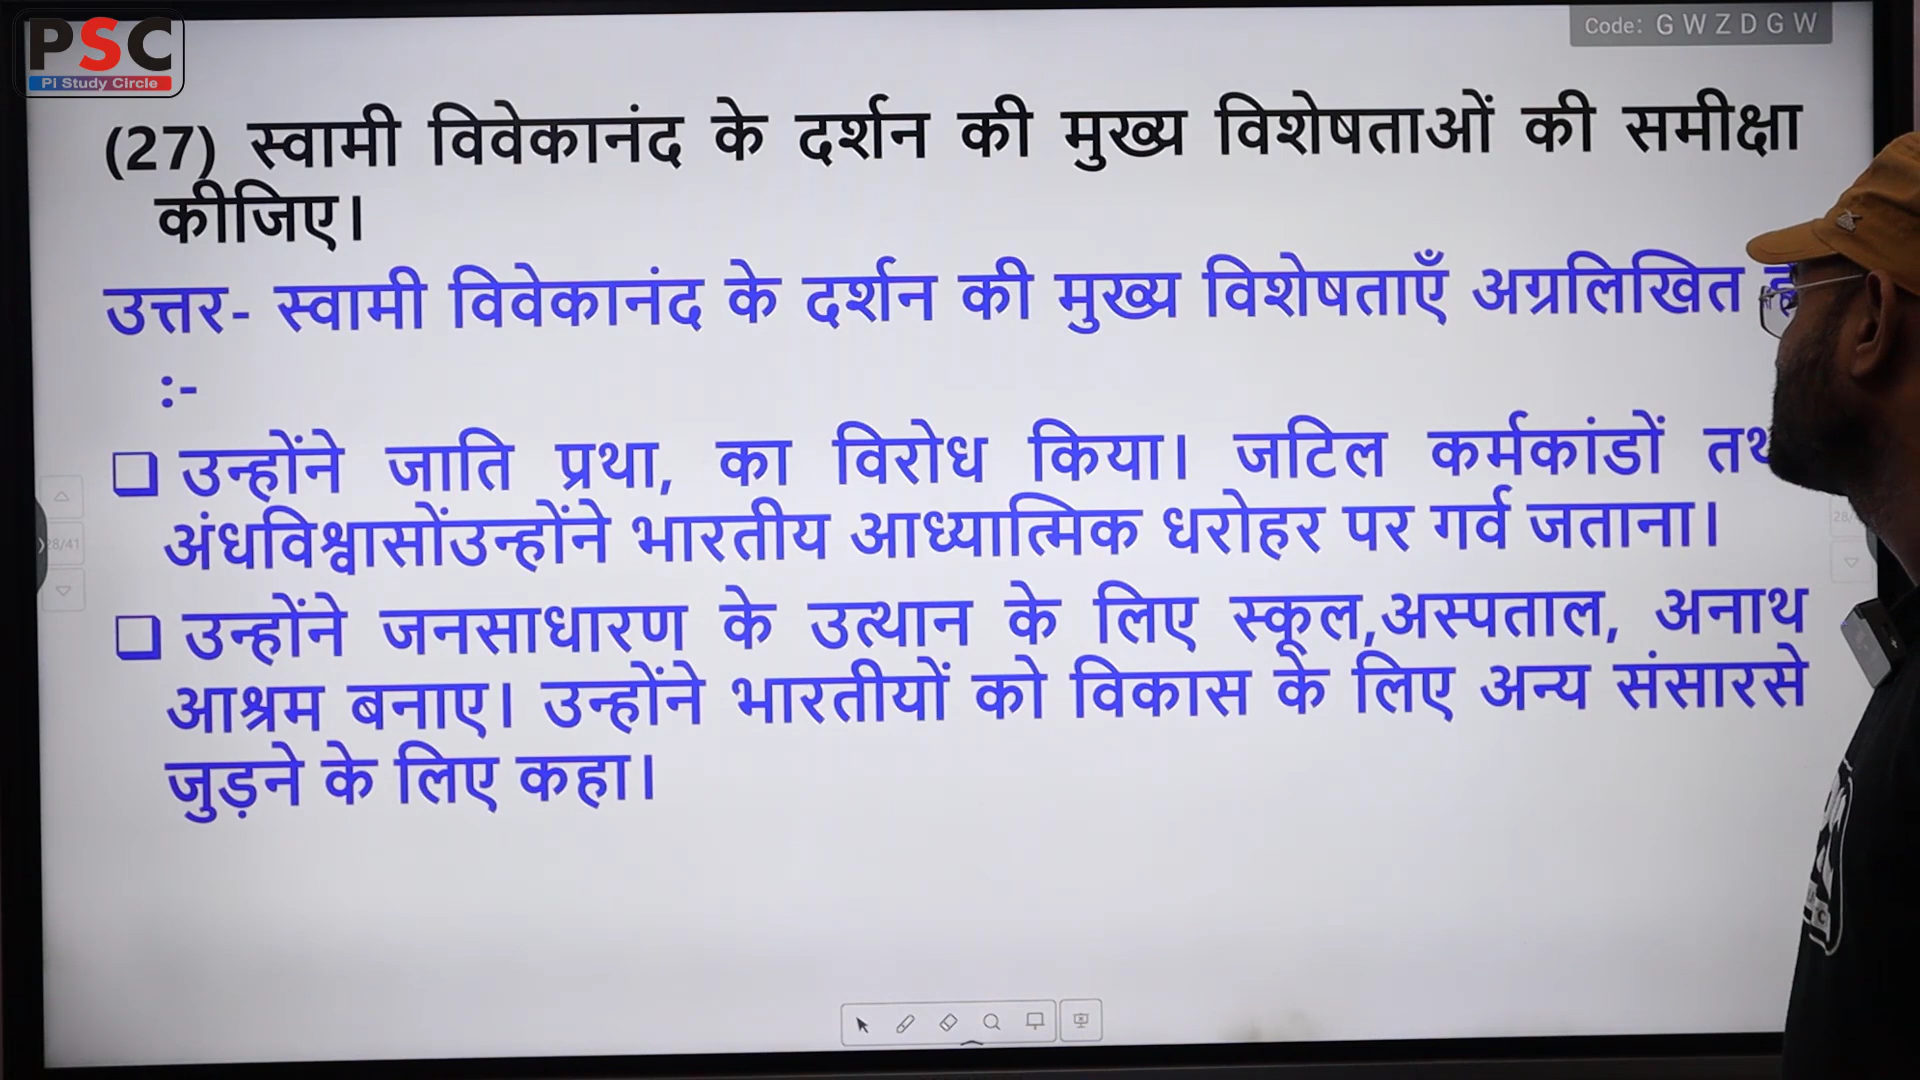 PSC
Pi Study Circle
Code: GWZDGW
(27) स्वामी विवेकानंद के दर्शन की मुख्य विशेषताओं की समीक्षा
कीजिए।
उत्तर- स्वामी विवेकानंद के दर्शन की मुख्य विशेषताएँ अग्रलिखित
:-
उन्होंने जाति प्रथा, का विरोध किया। जटिल कर्मकांडों
अंधविश्वासोंउन्होंने भारतीय आध्यात्मिक धरोहर पर गर्व जताना।
उन्होंने जनसाधारण के उत्थान के लिए स्कूल,अस्पताल, अनाथ
आश्रम बनाए। उन्होंने भारतीयों को विकास के लिए अन्य संसारसे
जुड़ने के लिए कहा।
28/41